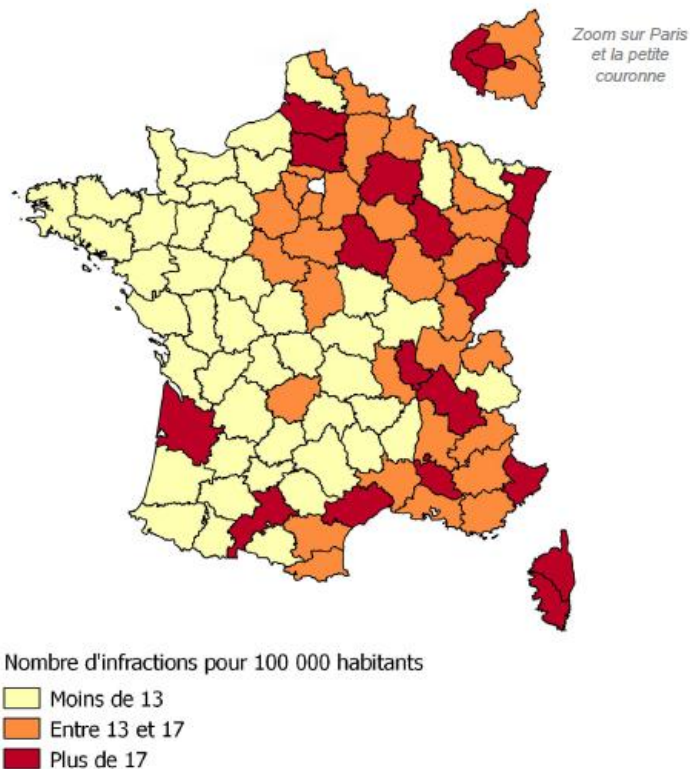 Zoom sur Paris
et la petite
couronne
Nombre d'infractions pour 100 000 habitants
Moins de 13
Entre 13 et 17
Plus de 17